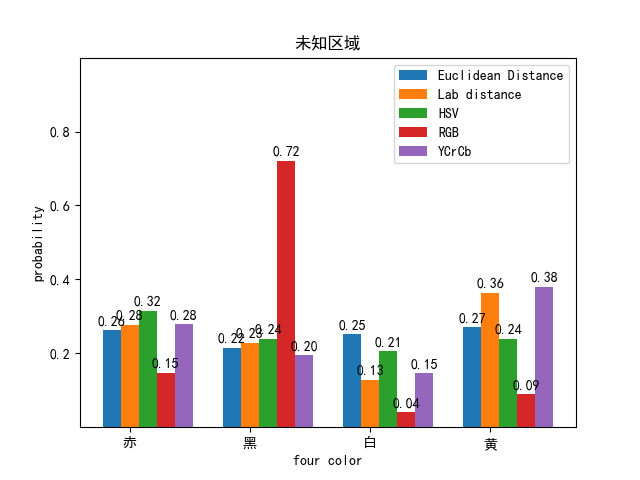 未知区域
Euclidean Distance
Lab distance
HSV
RGB
YCrCb
probability
0.8
0.6
0.4
0.2
0.26
0.28
0.32
0.15
0.28
0.22
0.23
0.24
0.72
0.20
0.25
0.13
0.21
0.04
0.15
0.27
0.36
0.24
0.09
0.38
赤
黑
白
黄
four color